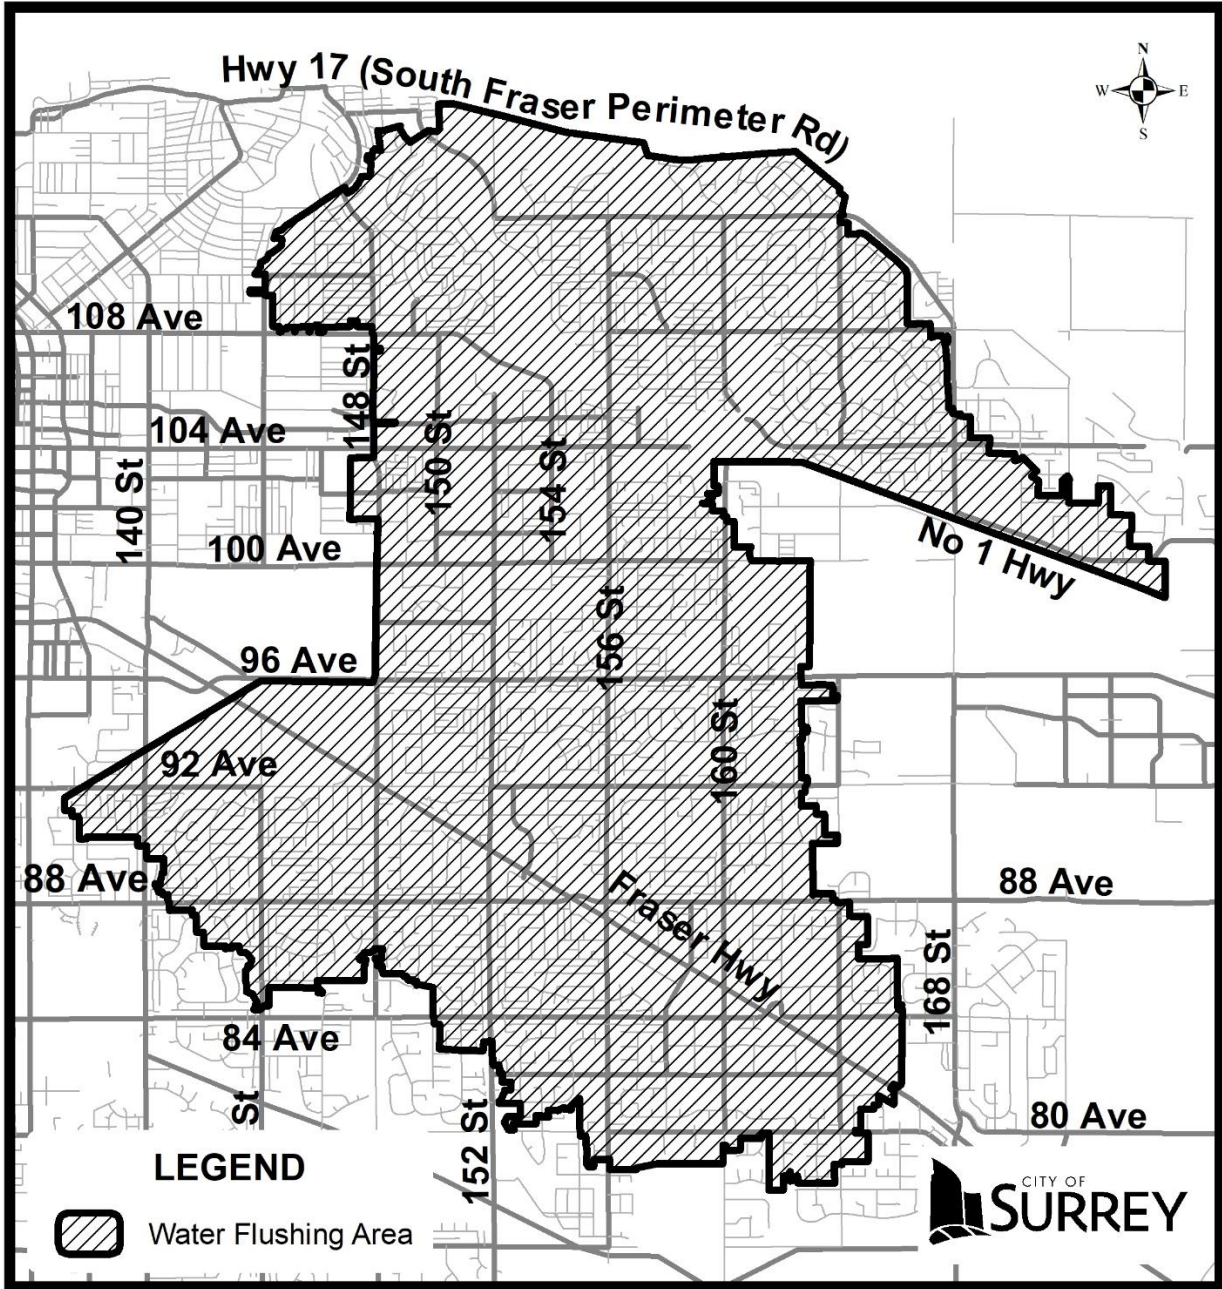 Hwy 17 (South Fraser Perimeter Rd)
N
W E
S
108 Ave
148 St
104 Ave
150 St
154 St
140 St
100 Ave
No 1 Hwy
156 St
96 Ave
160 St
92 Ave
88 Ave
88 Ave
Fraser Hwy
168 St
84 Ave
St
80 Ave
152 St
LEGEND
Water Flushing Area
CITY OF
SURREY